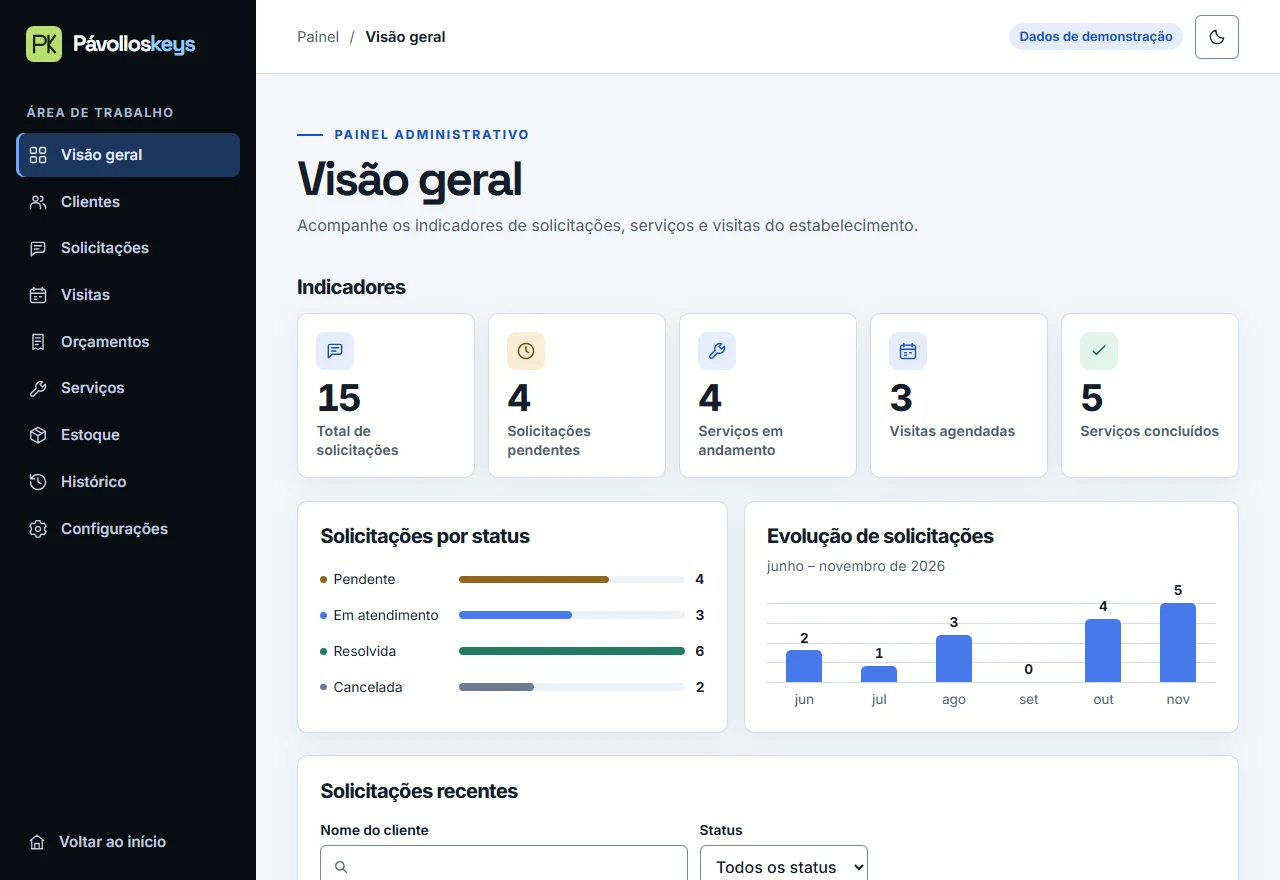 PK Pávolloskeys
ÁREA DE TRABALHO
Visão geral
Clientes
Solicitações
Visitas
Orçamentos
Serviços
Estoque
Histórico
Configurações
Voltar ao início
Painel / Visão geral
Dados de demonstração
PAINEL ADMINISTRATIVO
Visão geral
Acompanhe os indicadores de solicitações, serviços e visitas do estabelecimento.
Indicadores
15
Total de
solicitações
4
Solicitações
pendentes
4
Serviços em
andamento
3
Visitas agendadas
5
Serviços concluídos
Solicitações por status
Pendente 4
Em atendimento 3
Resolvida 6
Cancelada 2
Evolução de solicitações
junho – novembro de 2026
2 1 3 0 4 5
jun jul ago set out nov
Solicitações recentes
Nome do cliente
Status
Todos os status